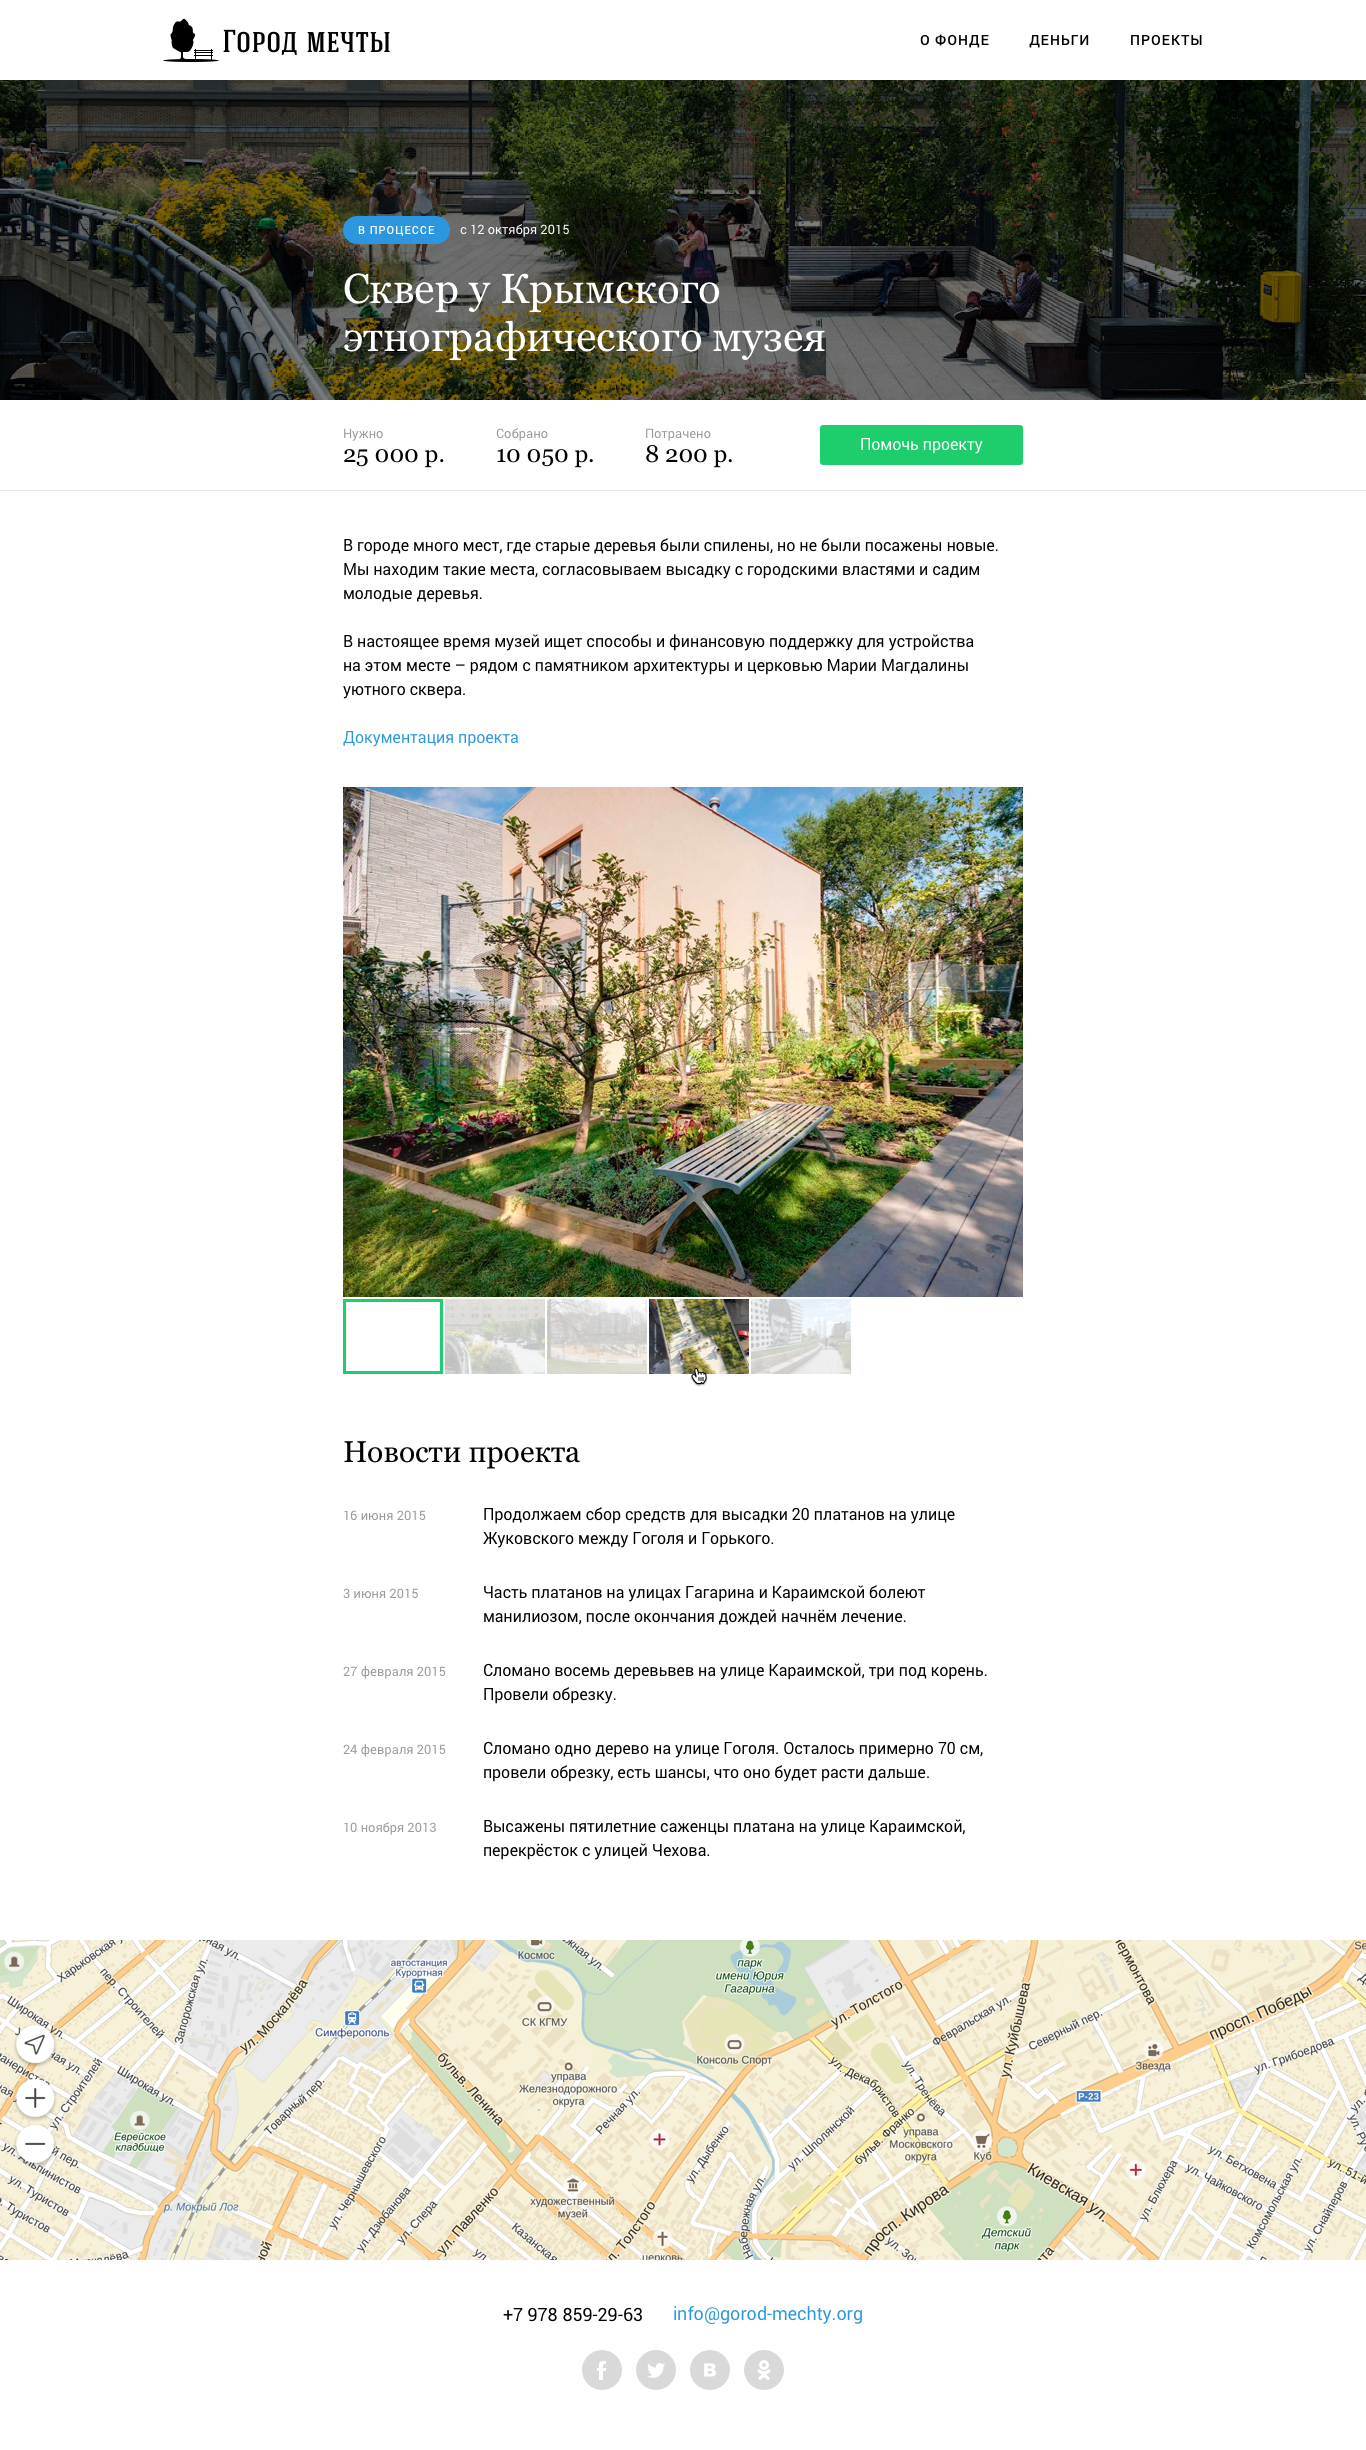 Город мечты
О ФОНДЕ
ДЕНЬГИ
ПРОЕКТЫ
В ПРОЦЕССЕ
с 12 октября 2015
Сквер у Крымского
этнографического музея
Нужно
25 000 р.
Собрано
10 050 р.
Потрачено
8 200 р.
Помочь проекту
В городе много мест, где старые деревья были спилены, но не были посажены новые.
Мы находим такие места, согласовываем высадку с городскими властями и садим
молодые деревья.
В настоящее время музей ищет способы и финансовую поддержку для устройства
на этом месте – рядом с памятником архитектуры и церковью Марии Магдалины
уютного сквера.
Документация проекта
Новости проекта
16 июня 2015
Продолжаем сбор средств для высадки 20 платанов на улице
Жуковского между Гоголя и Горького.
3 июня 2015
Часть платанов на улицах Гагарина и Караимской болеют
манилиозом, после окончания дождей начнём лечение.
27 февраля 2015
Сломано восемь деревьвев на улице Караимской, три под корень.
Провели обрезку.
24 февраля 2015
Сломано одно дерево на улице Гоголя. Осталось примерно 70 см,
провели обрезку, есть шансы, что оно будет расти дальше.
10 ноября 2013
Высажены пятилетние саженцы платана на улице Караимской,
перекрёсток с улицей Чехова.
Харьковская
пер. Строителей
Запорожская ул.
ул. Москалёва
автостанция
Курортная
Симферополь
Космос
СК КГМУ
парк
имени Юрия
Гагарина
Консоль Спорт
ул. Толстого
Февральская ул.
ул. Куйбышева
Северный пер.
просп. Победы
Звезда
ул. Грибоедова
Широкая ул.
ул. Строителей
Широкая ул.
Товарный пер.
бульв. Ленина
управа
Железнодорожного
округа
Речная ул.
ул. Декабристов
ул. Тренёва
Р-23
Еврейское
кладбище
ул. Чернышевского
ул. Дыбенко
ул. Шполянской
бульв. Франко
управа
Московского
округа
Куб
Киевская ул.
ул. Блюхера
ул. Бетховена
ул. Чайковского
Комсомольская ул.
ул. Снайперов
ул. Туристов
р. Мокрый Лог
ул. Дзюбанова
ул. Спера
ул. Павленко
художественный
музей
Казанская
просп. Кирова
Детский
парк
церковь
+7 978 859-29-63
info@gorod-mechty.org